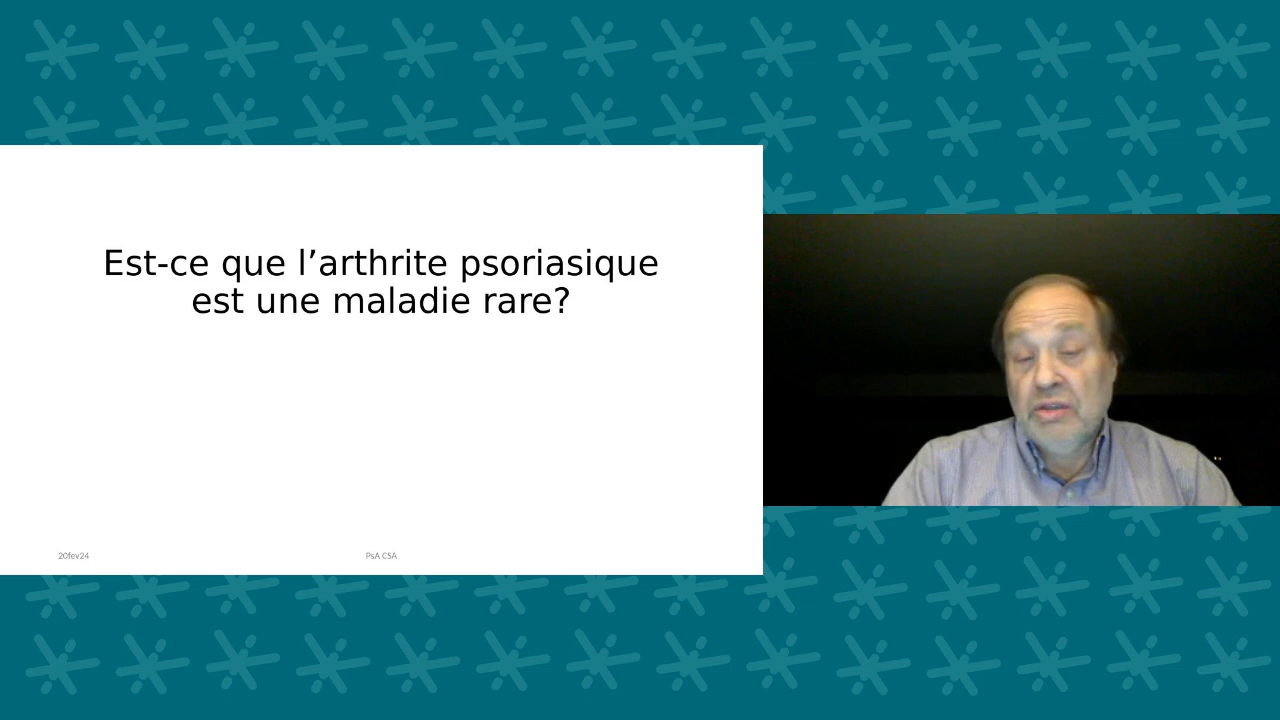 Est-ce que l’arthrite psoriasique
est une maladie rare?
20fev24
PsA CSA